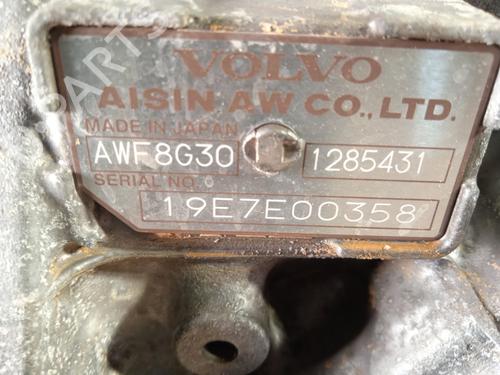 VOLVO
AISIN AW CO., LTD.
MADE IN JAPAN
AWF8G30 1285431
SERIAL NO.
19E7E00358